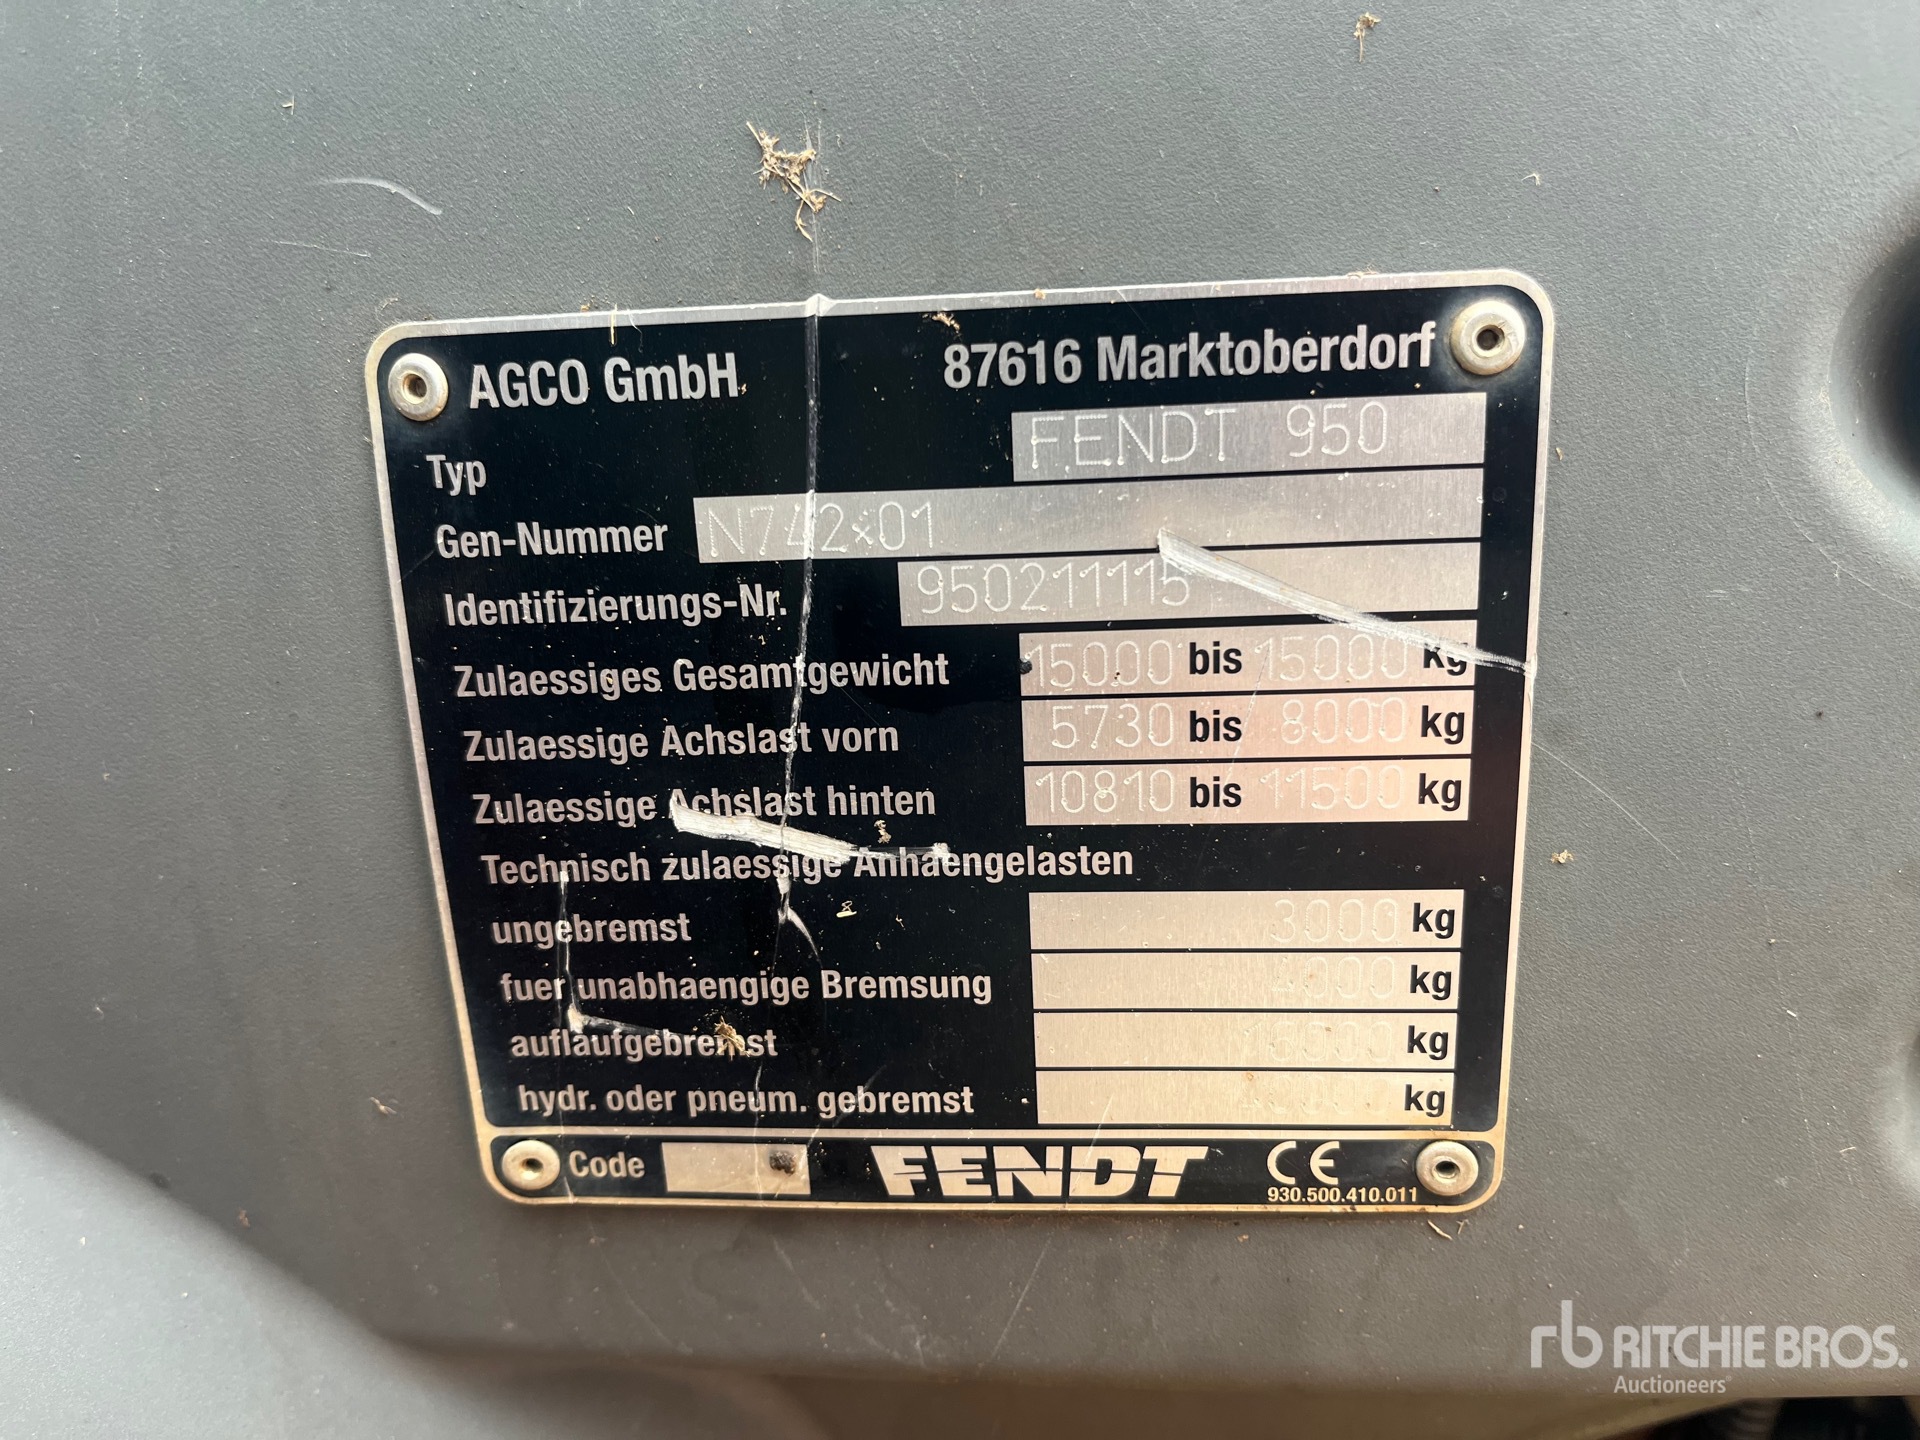 AGCO GmbH 87616 Marktoberdorf
Typ FENDT 950
Gen-Nummer N742*01
Identifizierungs-Nr. 950211115
Zulaessiges Gesamtgewicht 15000 bis 15000 kg
Zulaessige Achslast vorn 5730 bis 8000 kg
Zulaessige Achslast hinten 10810 bis 11500 kg
Technisch zulaessige Anhaengelasten
ungebremst 3000 kg
fuer unabhaengige Bremsung 4000 kg
auflaufgebremst kg
hydr. oder pneum. gebremst kg
Code FENDT CE
930.500.410.011
rb RITCHIE BROS.
Auctioneers